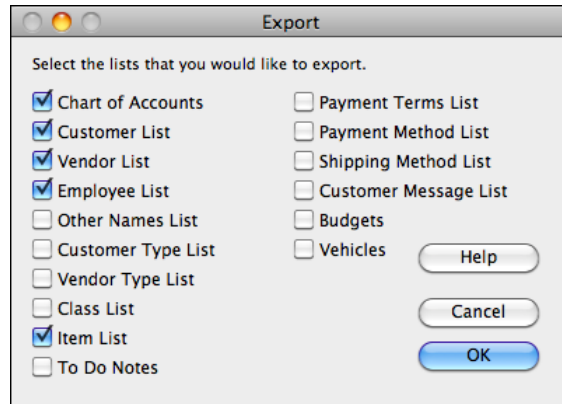 Export
Select the lists that you would like to export.
Chart of Accounts
Customer List
Vendor List
Employee List
Other Names List
Customer Type List
Vendor Type List
Class List
Item List
To Do Notes
Payment Terms List
Payment Method List
Shipping Method List
Customer Message List
Budgets
Vehicles
Help
Cancel
OK